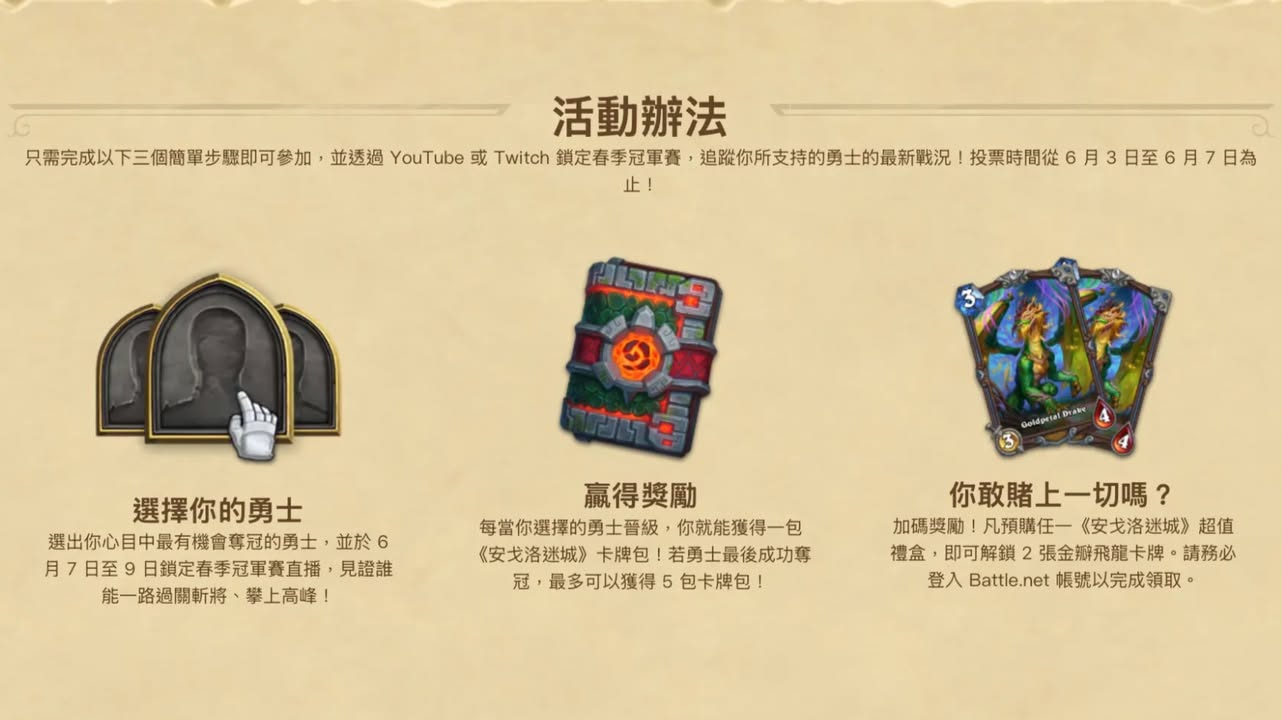 活動辦法
只需完成以下三個簡單步驟即可參加，並透過 YouTube 或 Twitch 鎖定春季冠軍賽，追蹤你所支持的勇士的最新戰況！投票時間從 6 月 3 日至 6 月 7 日為
止！
選擇你的勇士
選出你心目中最有機會奪冠的勇士，並於 6
月 7 日至 9 日鎖定春季冠軍賽直播，見證誰
能一路過關斬將、攀上高峰！
贏得獎勵
每當你選擇的勇士晉級，你就能獲得一包
《安戈洛迷城》卡牌包！若勇士最後成功奪
冠，最多可以獲得 5 包卡牌包！
3
Goldpetal Drake
3
4
4
你敢賭上一切嗎？
加碼獎勵！凡預購任一《安戈洛迷城》超值
禮盒，即可解鎖 2 張金瓣飛龍卡牌。請務必
登入 Battle.net 帳號以完成領取。